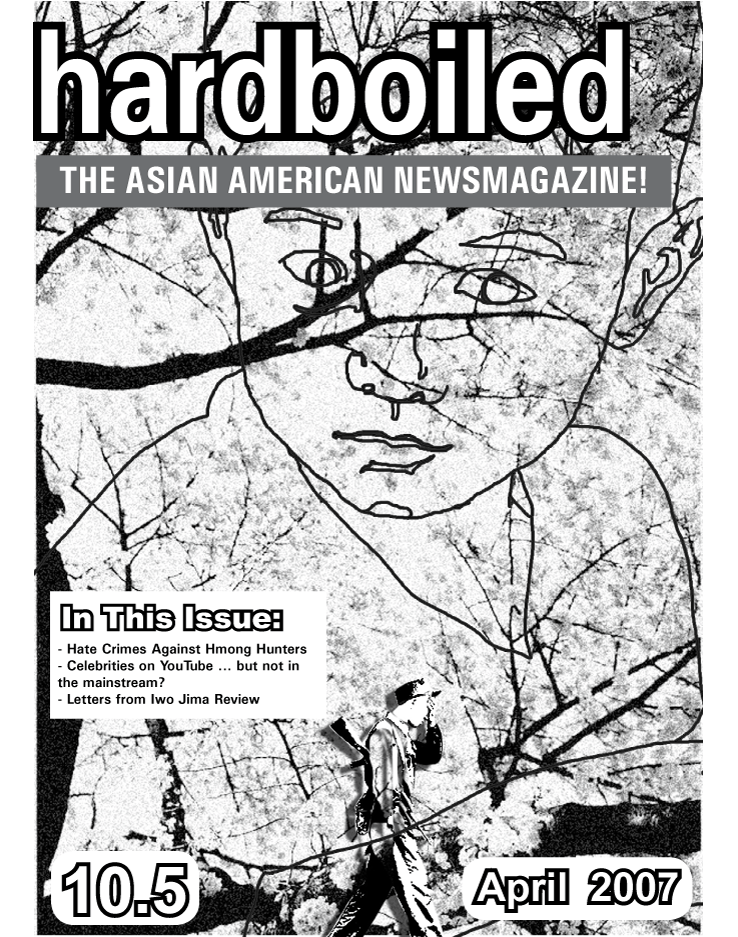 hardboiled
THE ASIAN AMERICAN NEWSMAGAZINE!
In This Issue:
- Hate Crimes Against Hmong Hunters
- Celebrities on YouTube ... but not in
the mainstream?
- Letters from Iwo Jima Review
10.5
April 2007